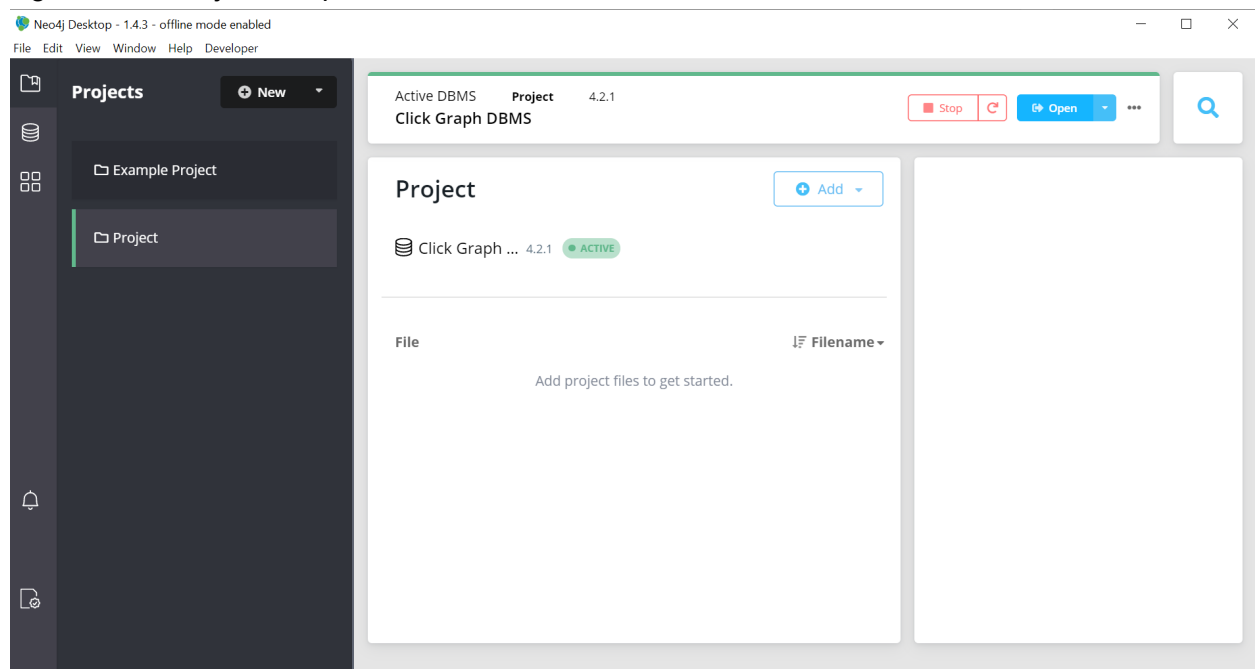 Neo4j Desktop - 1.4.3 - offline mode enabled
File Edit View Window Help Developer
Projects
New
Example Project
Project
Active DBMS Project 4.2.1
Click Graph DBMS
Stop
Open
Project
Add
Click Graph ... 4.2.1 ACTIVE
File
Filename
Add project files to get started.